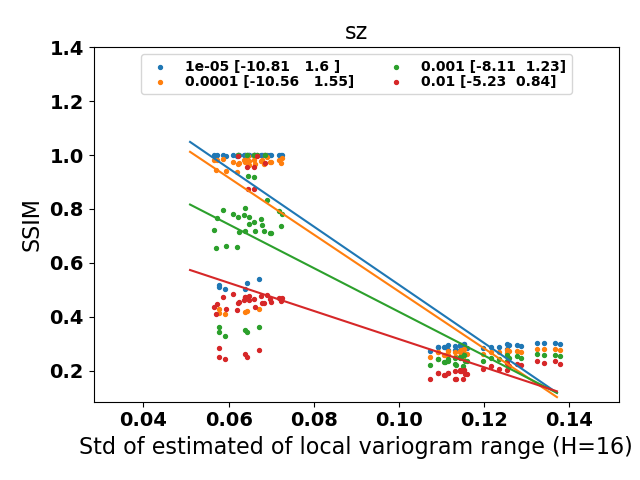 sz
1e-05 [-10.81 1.6 ]
0.0001 [-10.56 1.55]
0.001 [-8.11 1.23]
0.01 [-5.23 0.84]
SSIM
1.4
1.2
1.0
0.8
0.6
0.4
0.2
0.04 0.06 0.08 0.10 0.12 0.14
Std of estimated of local variogram range (H=16)